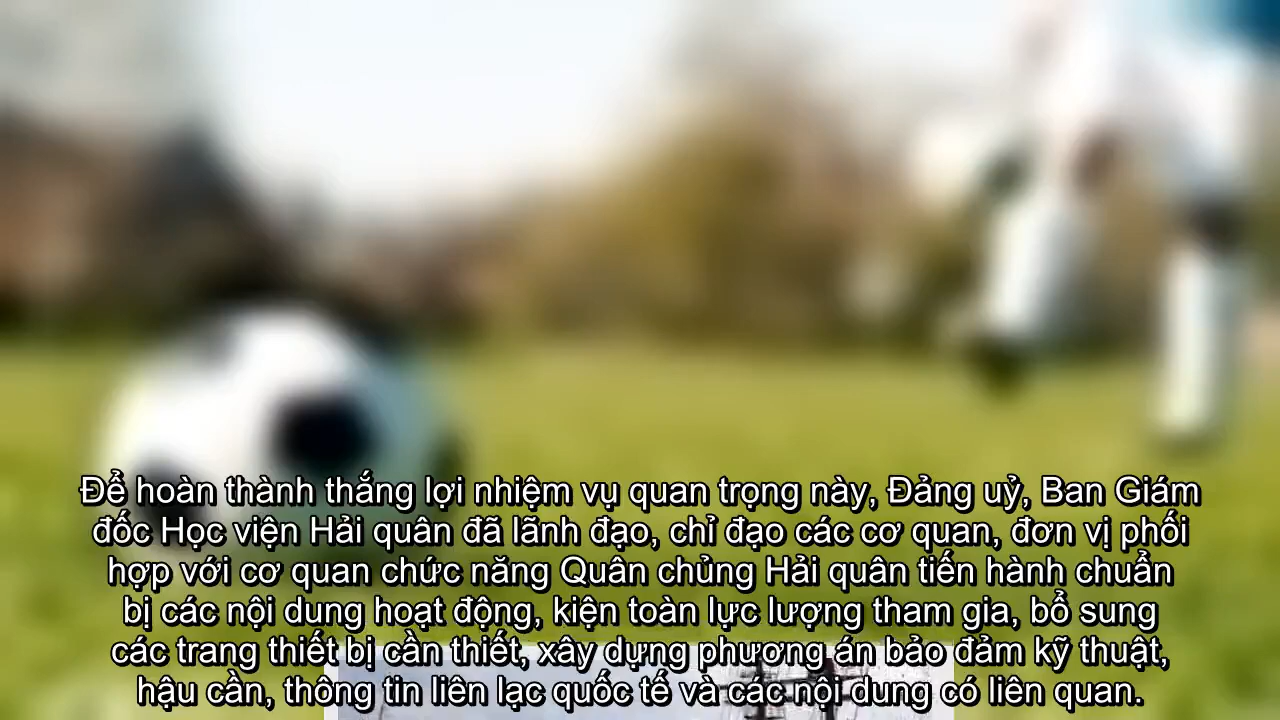 Để hoàn thành thắng lợi nhiệm vụ quan trọng này, Đảng uỷ, Ban Giám
đốc Học viện Hải quân đã lãnh đạo, chỉ đạo các cơ quan, đơn vị phối
hợp với cơ quan chức năng Quân chủng Hải quân tiến hành chuẩn
bị các nội dung hoạt động, kiện toàn lực lượng tham gia, bổ sung
các trang thiết bị cần thiết, xây dựng phương án bảo đảm kỹ thuật,
hậu cần, thông tin liên lạc quốc tế và các nội dung có liên quan.